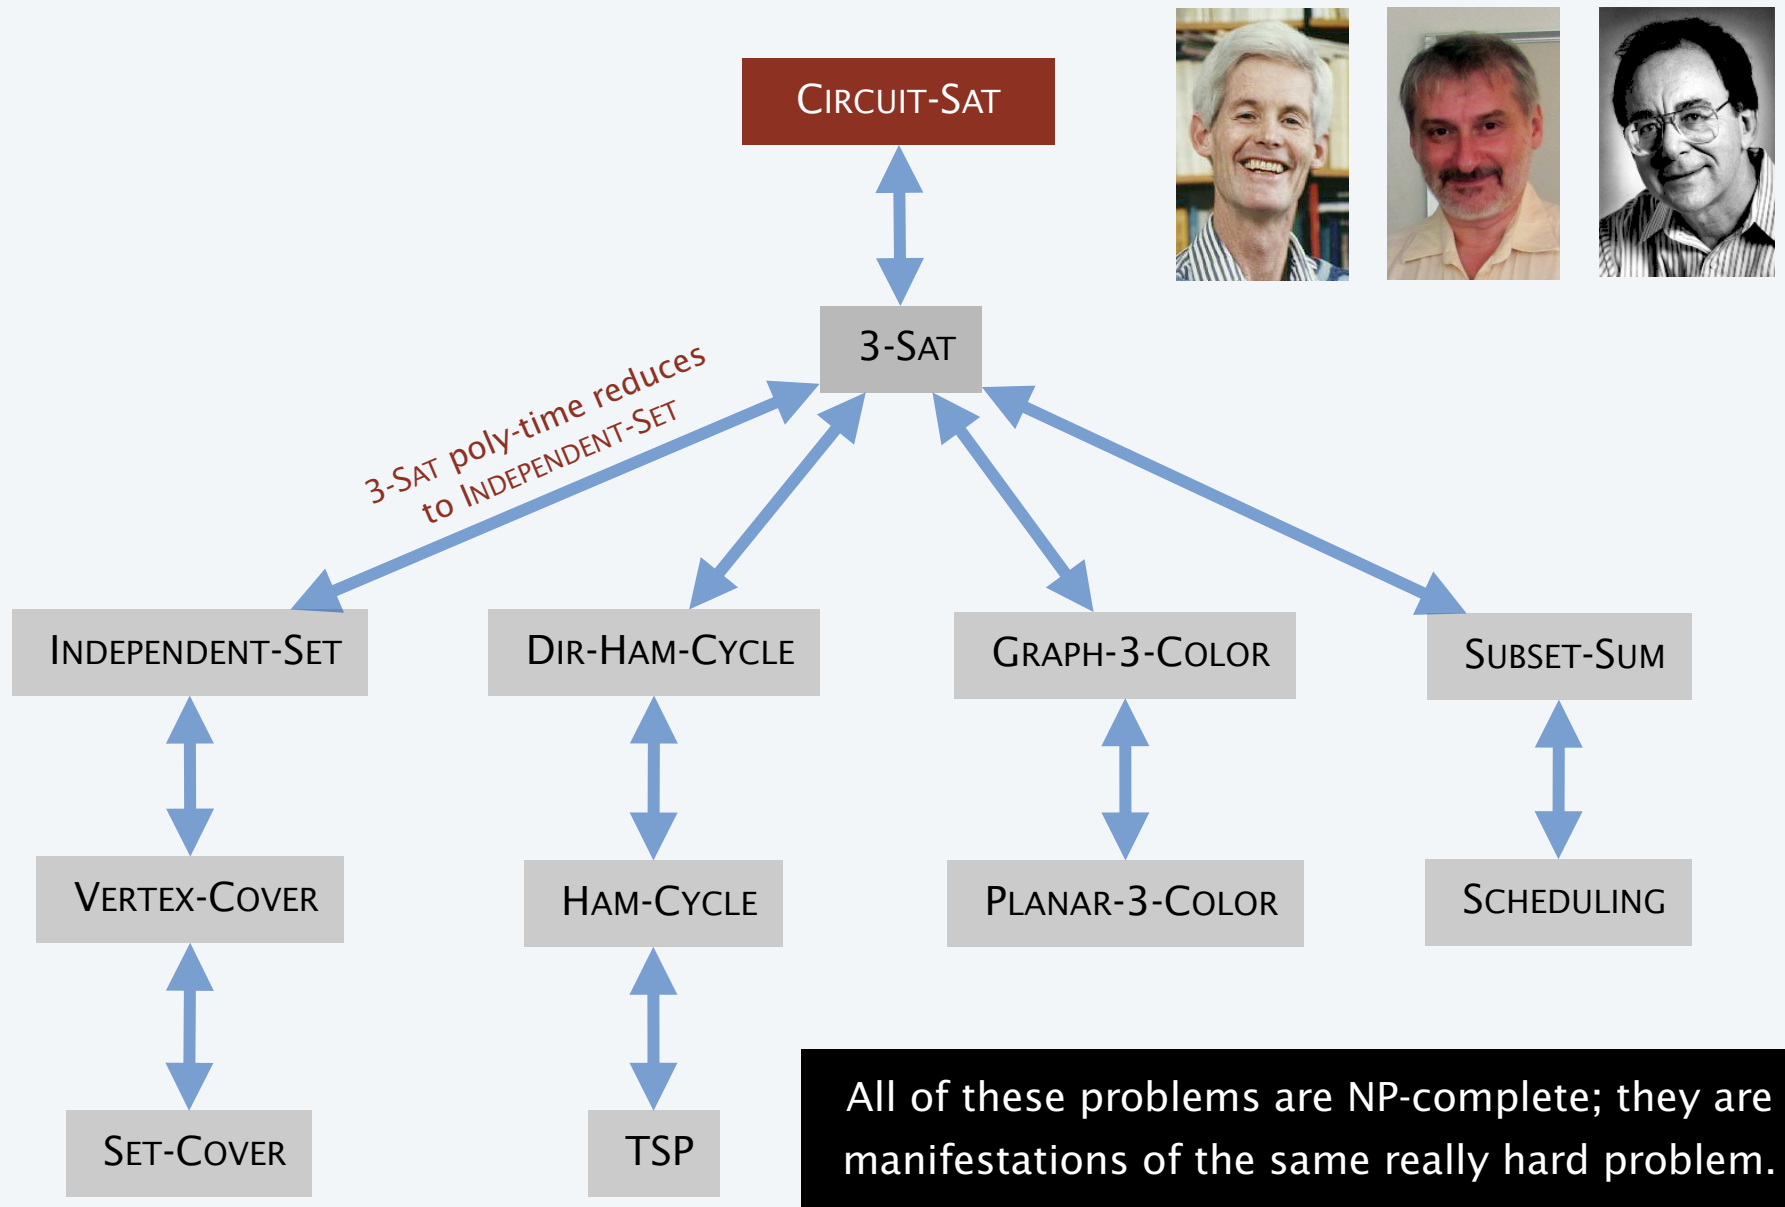 CIRCUIT-SAT
3-SAT
3-SAT poly-time reduces
to INDEPENDENT-SET
INDEPENDENT-SET
DIR-HAM-CYCLE
GRAPH-3-COLOR
SUBSET-SUM
VERTEX-COVER
HAM-CYCLE
PLANAR-3-COLOR
SCHEDULING
SET-COVER
TSP
All of these problems are NP-complete; they are
manifestations of the same really hard problem.